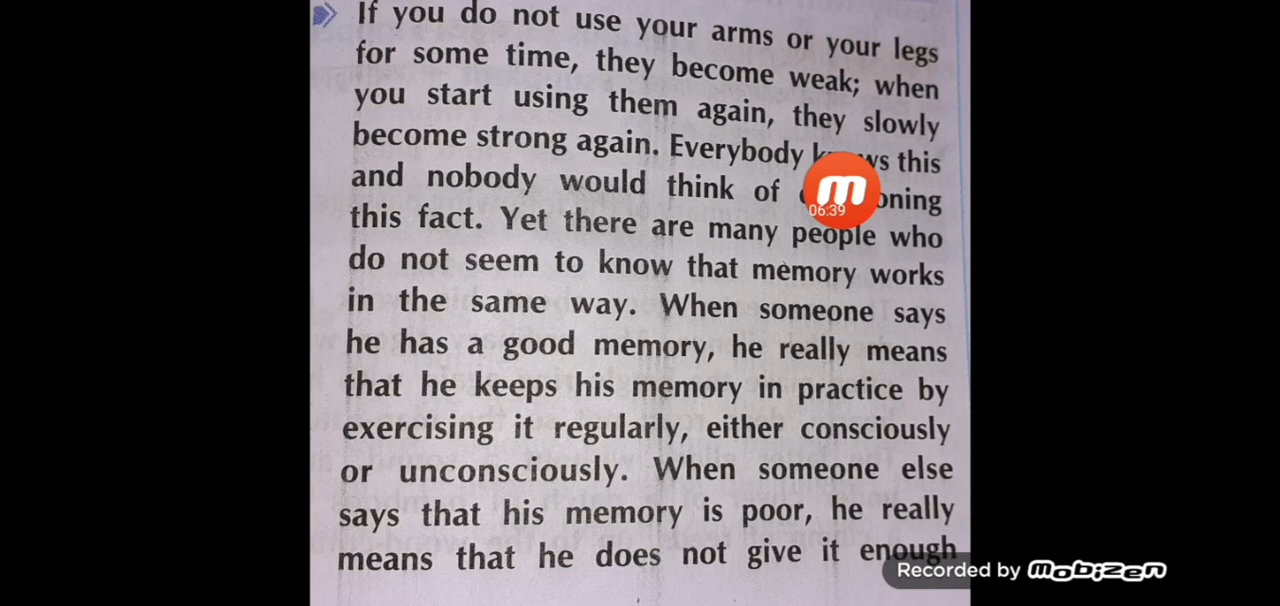 If you do not use your arms or your legs
for some time, they become weak; when
you start using them again, they slowly
become strong again. Everybody this
and nobody would think of
this fact. Yet there are many people who
do not seem to know that memory works
in the same way. When someone says
he has a good memory, he really means
that he keeps his memory in practice by
exercising it regularly, either consciously
or unconsciously. When someone else
says that his memory is poor, he really
means that he does not give it enough
06:39
Recorded by mobizen